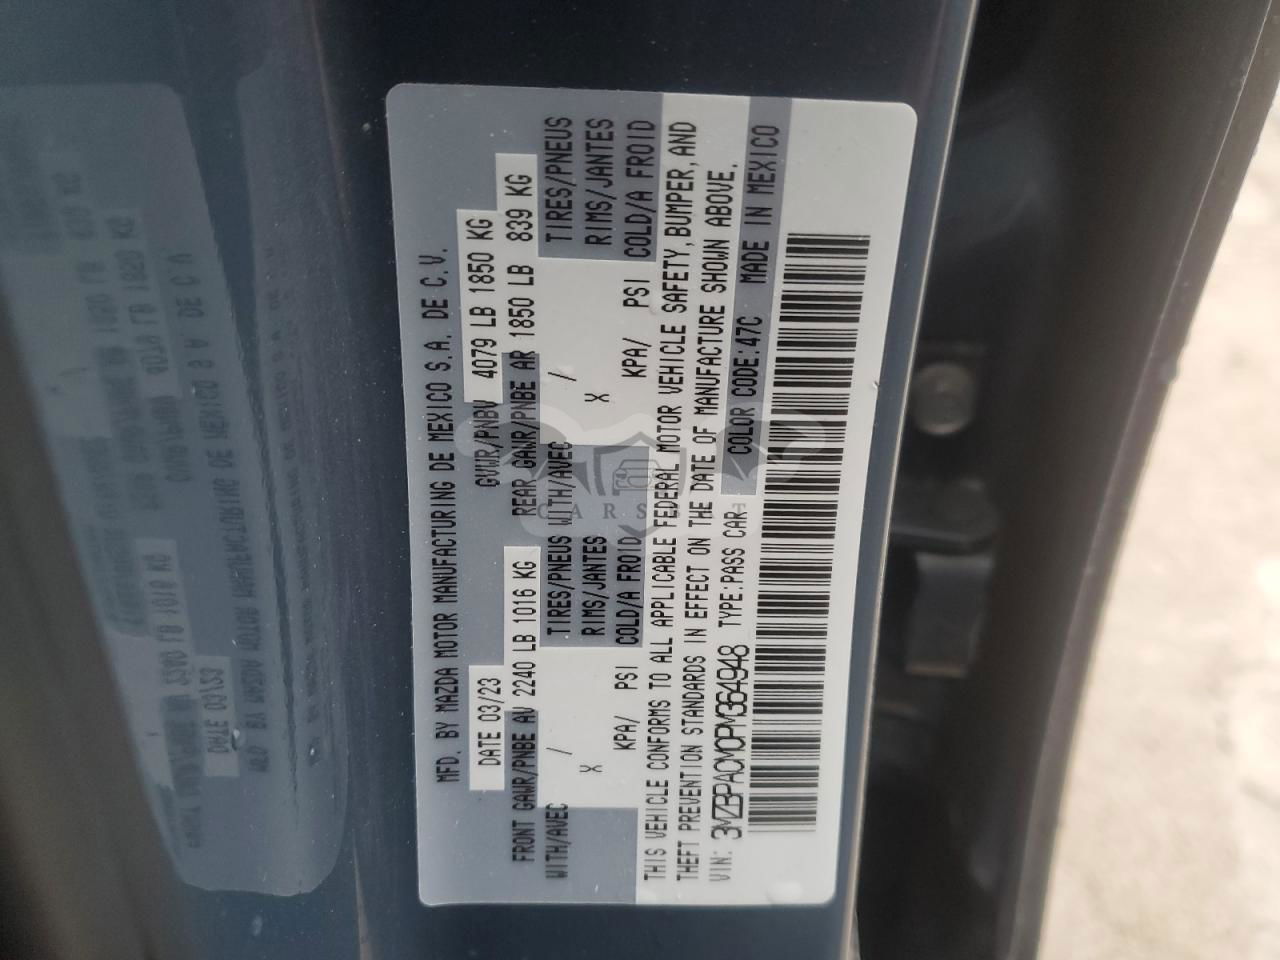 MFD. BY MAZDA MOTOR MANUFACTURING DE MEXICO S.A. DE C.V.
DATE 03/23 GVWR/PNBV 4079 LB 1850 KG
FRONT GAWR/PNBE AV 2240 LB 1016 KG REAR GAWR/PNBE AR 1850 LB 839 KG
WITH/AVEC / TIRES/PNEUS WITH/AVEC / TIRES/PNEUS
X RIMS/JANTES X RIMS/JANTES
KPA/ PSI COLD/A FROID KPA/ PSI COLD/A FROID
THIS VEHICLE CONFORMS TO ALL APPLICABLE FEDERAL MOTOR VEHICLE SAFETY, BUMPER, AND
THEFT PREVENTION STANDARDS IN EFFECT ON THE DATE OF MANUFACTURE SHOWN ABOVE.
VIN: 3MZBPACM0PM364948 TYPE:PASS CAR COLOR CODE:47C MADE IN MEXICO